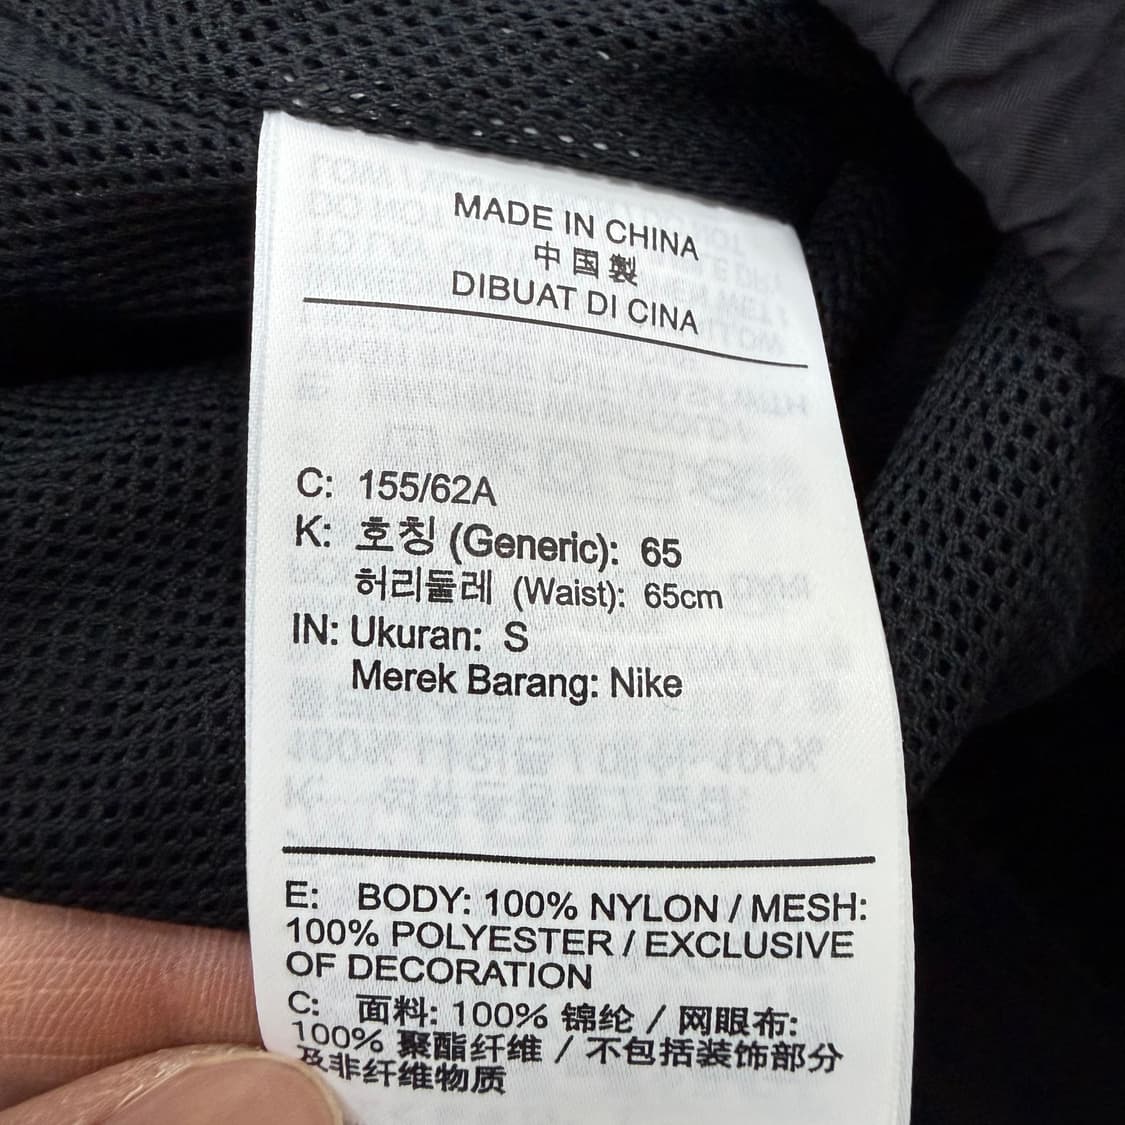 MADE IN CHINA
中国製
DIBUAT DI CINA
C: 155/62A
K: 호칭 (Generic): 65
허리둘레 (Waist): 65cm
IN: Ukuran: S
Merek Barang: Nike
E: BODY: 100% NYLON / MESH:
100% POLYESTER / EXCLUSIVE
OF DECORATION
C: 面料: 100% 锦纶 / 网眼布:
100% 聚酯纤维 / 不包括装饰部分
及非纤维物质